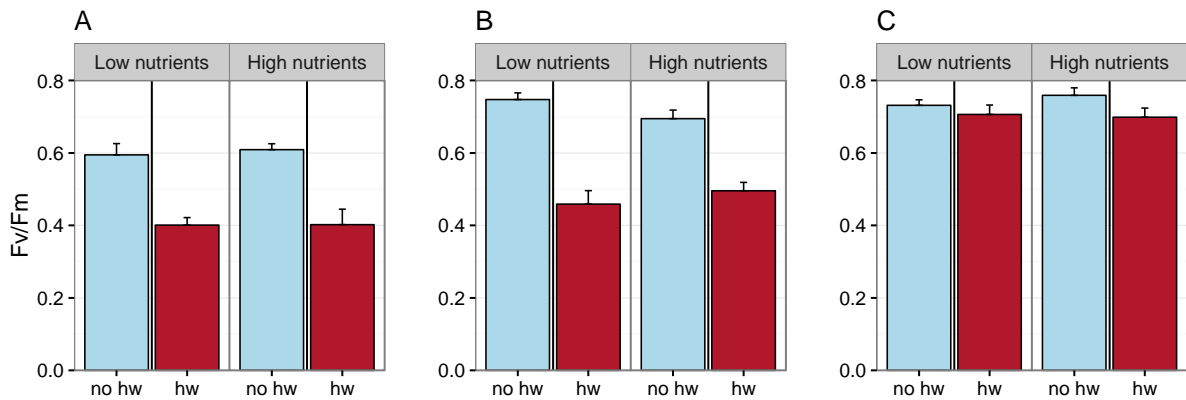 A
B
C
Low nutrients
High nutrients
Low nutrients
High nutrients
Low nutrients
High nutrients
Fv/Fm
0.8
0.6
0.4
0.2
0.0
0.8
0.6
0.4
0.2
0.0
0.8
0.6
0.4
0.2
0.0
no hw
hw
no hw
hw
no hw
hw
no hw
hw
no hw
hw
no hw
hw